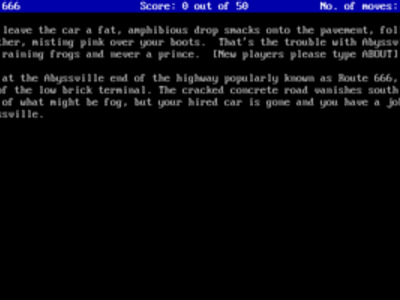 666 Score: 0 out of 50 No. of moves:
leave the car a fat, amphibious drop smacks onto the pavement, fol
ther, misting pink over your boots. That's the trouble with Abyssv
raining frogs and never a prince. [New players please type ABOUT]
at the Abyssville end of the highway popularly known as Route 666,
of the low brick terminal. The cracked concrete road vanishes south
of what might be fog, but your hired car is gone and you have a jo
ssville.